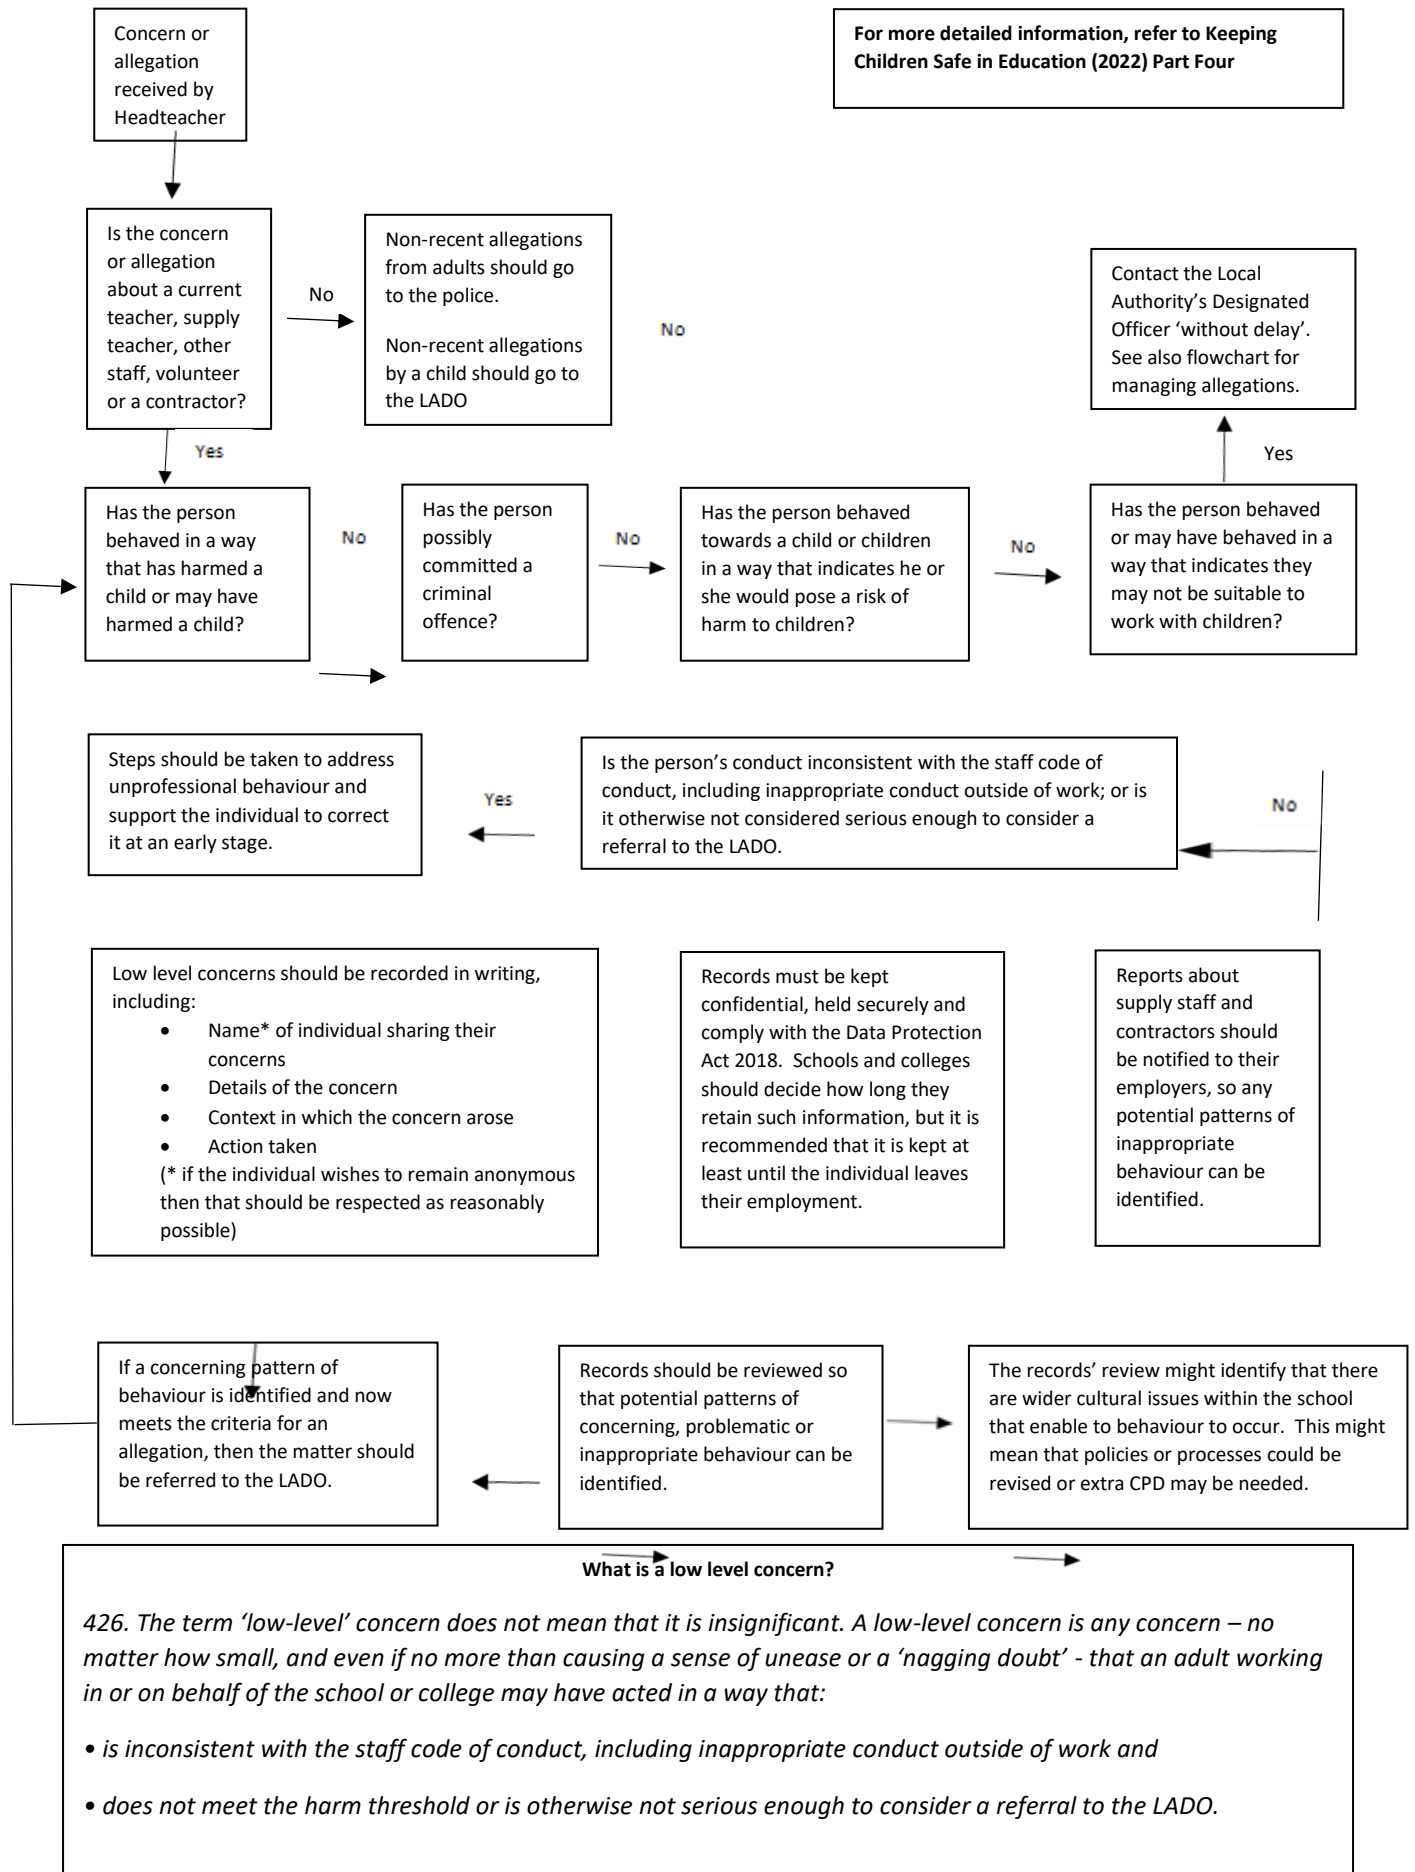 Concern or
allegation
received by
Headteacher
For more detailed information, refer to Keeping
Children Safe in Education (2022) Part Four
Is the concern
or allegation
about a current
teacher, supply
teacher, other
staff, volunteer
or a contractor?
No
Non-recent allegations
from adults should go
to the police.
Non-recent allegations
by a child should go to
the LADO
No
Contact the Local
Authority’s Designated
Officer ‘without delay’.
See also flowchart for
managing allegations.
Yes
Yes
Has the person
behaved in a way
that has harmed a
child or may have
harmed a child?
No
Has the person
possibly
committed a
criminal
offence?
No
Has the person behaved
towards a child or children
in a way that indicates he or
she would pose a risk of
harm to children?
No
Has the person behaved
or may have behaved in a
way that indicates they
may not be suitable to
work with children?
Steps should be taken to address
unprofessional behaviour and
support the individual to correct
it at an early stage.
Yes
Is the person’s conduct inconsistent with the staff code of
conduct, including inappropriate conduct outside of work; or is
it otherwise not considered serious enough to consider a
referral to the LADO.
No
Low level concerns should be recorded in writing,
including:
• Name* of individual sharing their
concerns
• Details of the concern
• Context in which the concern arose
• Action taken
(* if the individual wishes to remain anonymous
then that should be respected as reasonably
possible)
Records must be kept
confidential, held securely and
comply with the Data Protection
Act 2018.  Schools and colleges
should decide how long they
retain such information, but it is
recommended that it is kept at
least until the individual leaves
their employment.
Reports about
supply staff and
contractors should
be notified to their
employers, so any
potential patterns of
inappropriate
behaviour can be
identified.
If a concerning pattern of
behaviour is identified and now
meets the criteria for an
allegation, then the matter should
be referred to the LADO.
Records should be reviewed so
that potential patterns of
concerning, problematic or
inappropriate behaviour can be
identified.
The records’ review might identify that there
are wider cultural issues within the school
that enable to behaviour to occur.  This might
mean that policies or processes could be
revised or extra CPD may be needed.
What is a low level concern?
426. The term ‘low-level’ concern does not mean that it is insignificant. A low-level concern is any concern – no
matter how small, and even if no more than causing a sense of unease or a ‘nagging doubt’ - that an adult working
in or on behalf of the school or college may have acted in a way that:
• is inconsistent with the staff code of conduct, including inappropriate conduct outside of work and
• does not meet the harm threshold or is otherwise not serious enough to consider a referral to the LADO.